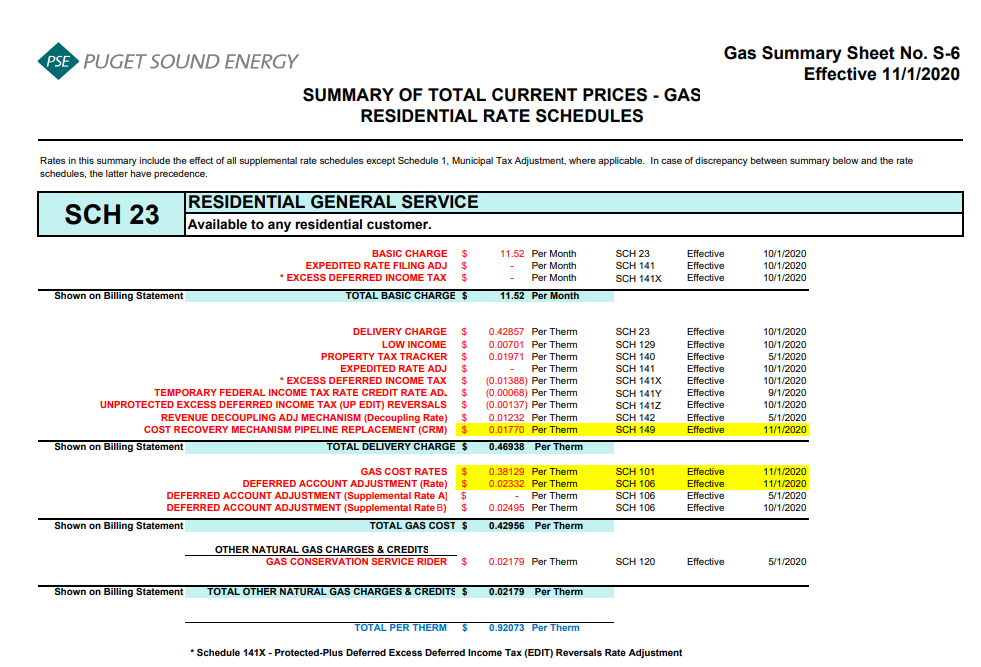 PSE PUGET SOUND ENERGY
Gas Summary Sheet No. S-6
Effective 11/1/2020
SUMMARY OF TOTAL CURRENT PRICES - GAS
RESIDENTIAL RATE SCHEDULES
Rates in this summary include the effect of all supplemental rate schedules except Schedule 1, Municipal Tax Adjustment, where applicable. In case of discrepancy between summary below and the rate
schedules, the latter have precedence.
SCH 23
RESIDENTIAL GENERAL SERVICE
Available to any residential customer.
BASIC CHARGE $ 11.52 Per Month SCH 23 Effective 10/1/2020
EXPEDITED RATE FILING ADJ $ - Per Month SCH 141 Effective 10/1/2020
* EXCESS DEFERRED INCOME TAX $ - Per Month SCH 141X Effective 10/1/2020
Shown on Billing Statement TOTAL BASIC CHARGE $ 11.52 Per Month
DELIVERY CHARGE $ 0.42857 Per Therm SCH 23 Effective 10/1/2020
LOW INCOME $ 0.00701 Per Therm SCH 129 Effective 10/1/2020
PROPERTY TAX TRACKER $ 0.01971 Per Therm SCH 140 Effective 5/1/2020
EXPEDITED RATE ADJ $ - Per Therm SCH 141 Effective 10/1/2020
* EXCESS DEFERRED INCOME TAX $ (0.01388) Per Therm SCH 141X Effective 10/1/2020
TEMPORARY FEDERAL INCOME TAX RATE CREDIT RATE ADJ. $ (0.00068) Per Therm SCH 141Y Effective 9/1/2020
UNPROTECTED EXCESS DEFERRED INCOME TAX (UP EDIT) REVERSALS $ (0.00137) Per Therm SCH 141Z Effective 10/1/2020
REVENUE DECOUPLING ADJ MECHANISM (Decoupling Rate) $ 0.01232 Per Therm SCH 142 Effective 5/1/2020
COST RECOVERY MECHANISM PIPELINE REPLACEMENT (CRM) $ 0.01770 Per Therm SCH 149 Effective 11/1/2020
Shown on Billing Statement TOTAL DELIVERY CHARGE $ 0.46938 Per Therm
GAS COST RATES $ 0.38129 Per Therm SCH 101 Effective 11/1/2020
DEFERRED ACCOUNT ADJUSTMENT (Rate) $ 0.02332 Per Therm SCH 106 Effective 11/1/2020
DEFERRED ACCOUNT ADJUSTMENT (Supplemental Rate A) $ - Per Therm SCH 106 Effective 5/1/2020
DEFERRED ACCOUNT ADJUSTMENT (Supplemental Rate B) $ 0.02495 Per Therm SCH 106 Effective 10/1/2020
Shown on Billing Statement TOTAL GAS COST $ 0.42956 Per Therm
OTHER NATURAL GAS CHARGES & CREDITS
GAS CONSERVATION SERVICE RIDER $ 0.02179 Per Therm SCH 120 Effective 5/1/2020
Shown on Billing Statement TOTAL OTHER NATURAL GAS CHARGES & CREDITS $ 0.02179 Per Therm
TOTAL PER THERM $ 0.92073 Per Therm
* Schedule 141X - Protected-Plus Deferred Excess Deferred Income Tax (EDIT) Reversals Rate Adjustment